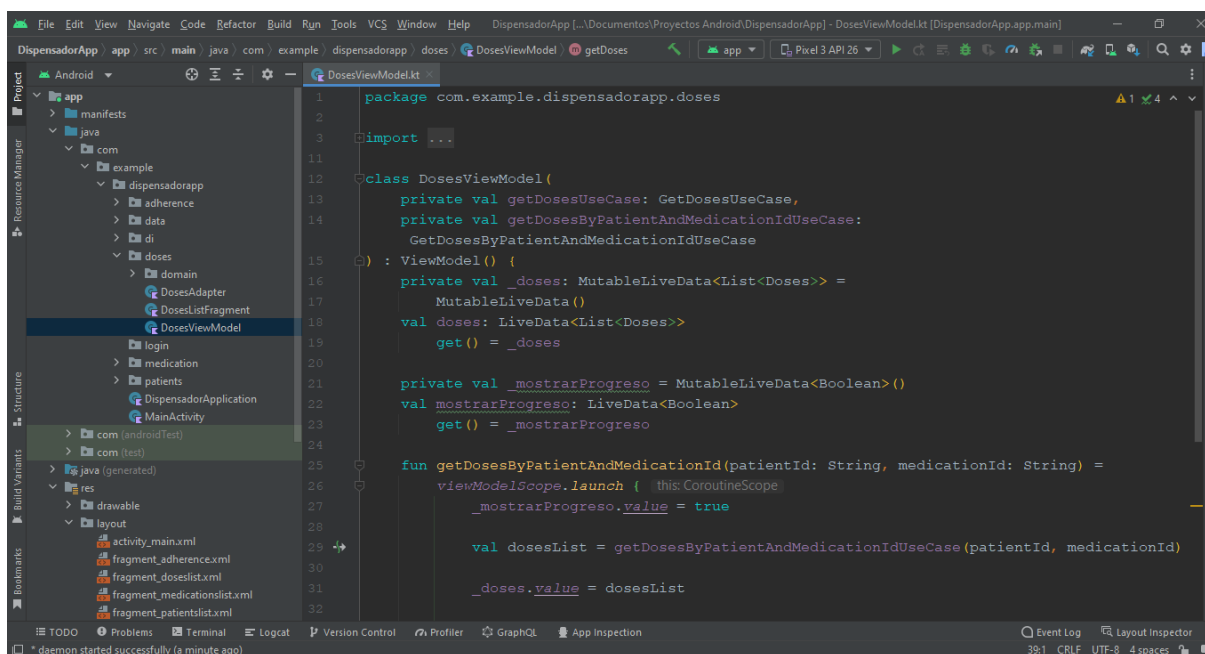 File Edit View Navigate Code Refactor Build Run Tools VCS Window Help DispensadorApp [...\Documentos\Proyectos Android\DispensadorApp] - DosesViewModel.kt [DispensadorApp.app.main]
DispensadorApp app src main java com example dispensadorapp doses DosesViewModel getDoses app Pixel 3 API 26
Project
Resource Manager
Structure
Build Variants
Bookmarks
Android
app
manifests
java
com
example
dispensadorapp
adherence
data
di
doses
domain
DosesAdapter
DosesListFragment
DosesViewModel
login
medication
patients
DispensadorApplication
MainActivity
com (androidTest)
com (test)
java (generated)
res
drawable
layout
activity_main.xml
fragment_adherence.xml
fragment_doseslist.xml
fragment_medicationslist.xml
fragment_patientslist.xml
DosesViewModel.kt
1 package com.example.dispensadorapp.doses
1 4
2
3 import ...
11
12 class DosesViewModel(
13 private val getDosesUseCase: GetDosesUseCase,
14 private val getDosesByPatientAndMedicationIdUseCase:
GetDosesByPatientAndMedicationIdUseCase
15 ) : ViewModel() {
16 private val _doses: MutableLiveData<List<Doses>> =
17 MutableLiveData()
18 val doses: LiveData<List<Doses>>
19 get() = _doses
20
21 private val _mostrarProgreso = MutableLiveData<Boolean>()
22 val mostrarProgreso: LiveData<Boolean>
23 get() = _mostrarProgreso
24
25 fun getDosesByPatientAndMedicationId(patientId: String, medicationId: String) =
26 viewModelScope.launch { this: CoroutineScope
27 _mostrarProgreso.value = true
28
29 val dosesList = getDosesByPatientAndMedicationIdUseCase(patientId, medicationId)
30
31 _doses.value = dosesList
32
TODO Problems Terminal Logcat Version Control Profiler GraphQL App Inspection Event Log Layout Inspector
* daemon started successfully (a minute ago) 39:1 CRLF UTF-8 4 spaces